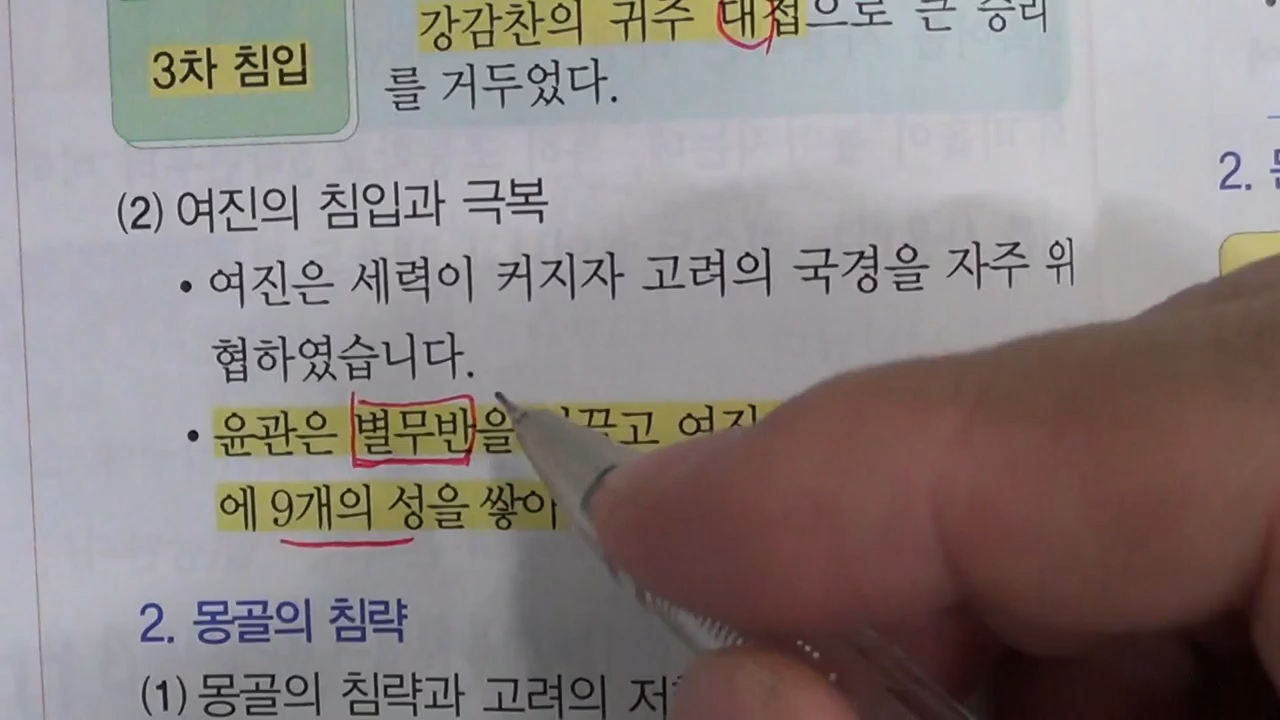 강감찬의 귀주 대첩으로 큰 승리
3차 침입
를 거두었다.
(2) 여진의 침입과 극복
• 여진은 세력이 커지자 고려의 국경을 자주 위
협하였습니다.
• 윤관은 별무반을
에 9개의 성을 쌓아
2.
2. 몽골의 침략
(1) 몽골의 침략과 고려의